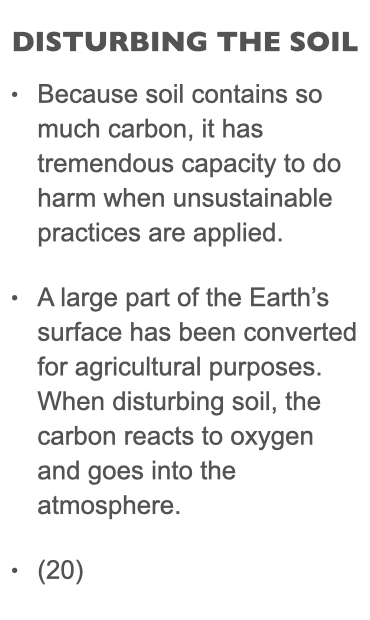 DISTURBING THE SOIL
• Because soil contains so
much carbon, it has
tremendous capacity to do
harm when unsustainable
practices are applied.
• A large part of the Earth’s
surface has been converted
for agricultural purposes.
When disturbing soil, the
carbon reacts to oxygen
and goes into the
atmosphere.
• (20)